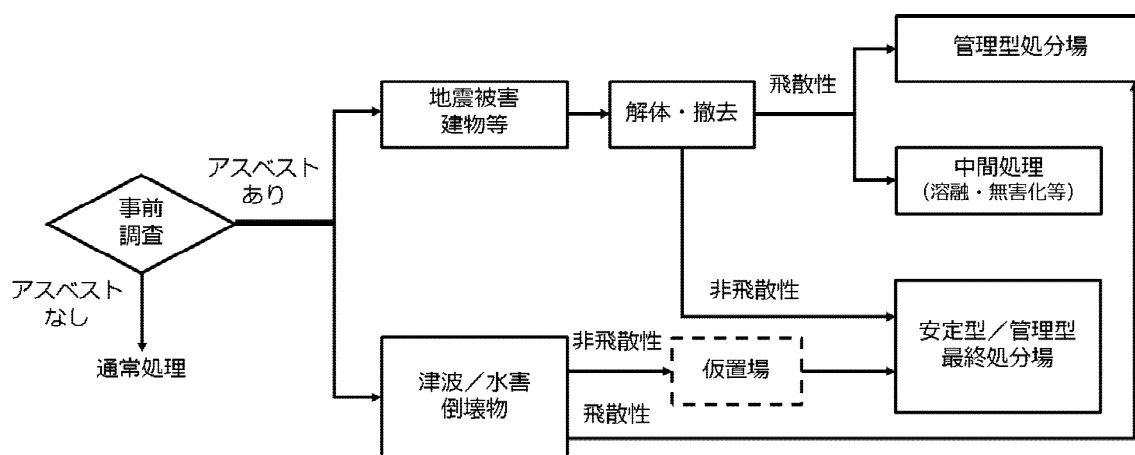 管理型処分場
飛散性
地震被害
建物等
解体・撤去
中間処理
（溶融・無害化等）
アスベスト
あり
事前
調査
アスベスト
なし
通常処理
非飛散性
安定型／管理型
最終処分場
非飛散性
仮置場
津波／水害
倒壊物
飛散性